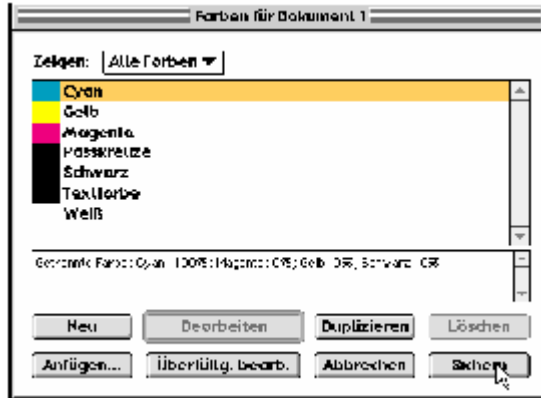 Farben für Dokument 1
Zeigen: Alle Farben
Cyan
Gelb
Magenta
Passkreuze
Schwarz
Textfarbe
Weiß
Getrennte Farbe: Cyan: 100%; Magenta: 0%; Gelb: 0%; Schwarz: 0%
Neu Bearbeiten Duplizieren Löschen
Anfügen... Überfüllg. bearb. Abbrechen Sichern